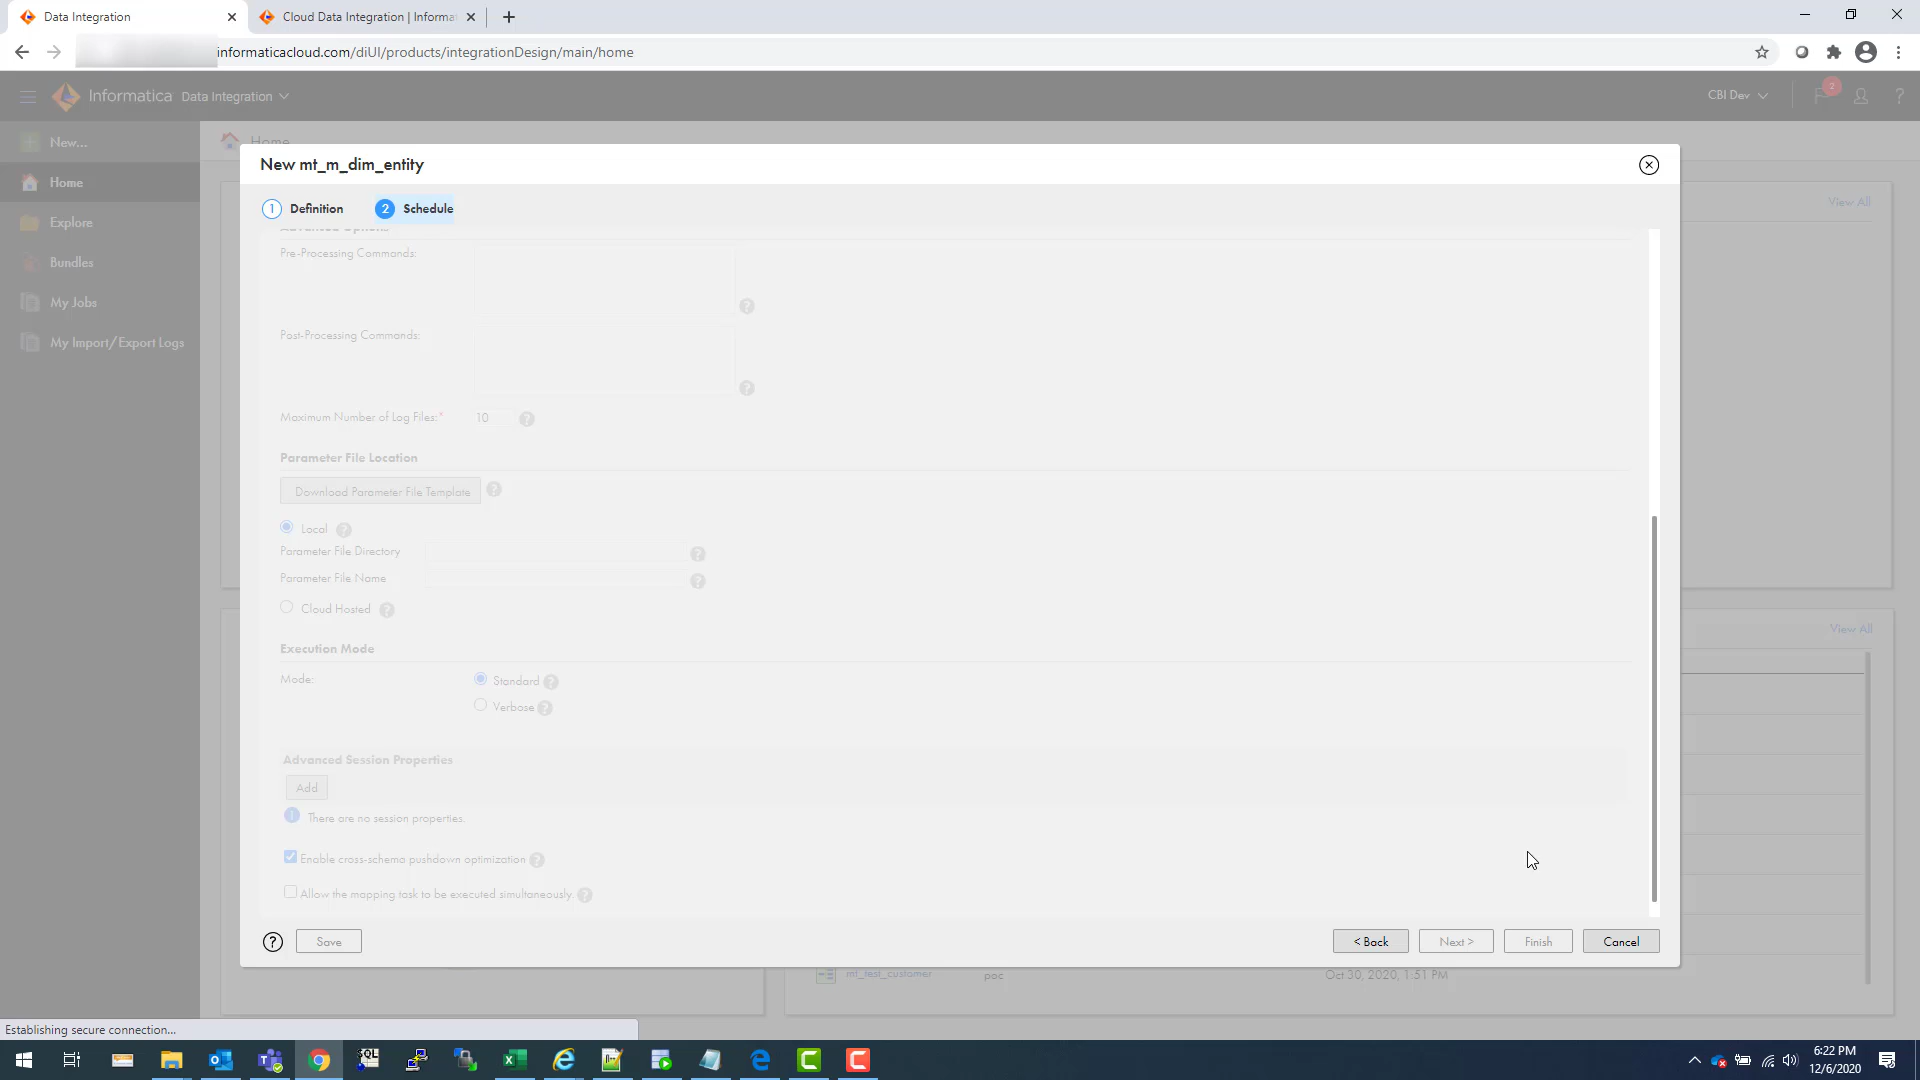 Data Integration
Cloud Data Integration | Informat
informaticacloud.com/diUI/products/integrationDesign/main/home
Informatica Data Integration
CBI Dev
2
?
New...
Home
Explore
Bundles
My Jobs
My Import/Export Logs
Home
View All
New mt_m_dim_entity
1 Definition
2 Schedule
Advanced Options
Pre-Processing Commands:
?
Post-Processing Commands:
?
Maximum Number of Log Files:* 10 ?
Parameter File Location
Download Parameter File Template ?
Local ?
Parameter File Directory ?
Parameter File Name ?
Cloud Hosted ?
Execution Mode
Mode: Standard ?
Verbose ?
Advanced Session Properties
Add
There are no session properties.
Enable cross-schema pushdown optimization ?
Allow the mapping task to be executed simultaneously. ?
? Save < Back Next > Finish Cancel
View All
mt_test_customer poc Oct 30, 2020, 1:51 PM
Establishing secure connection...
SQL
6:22 PM
12/6/2020